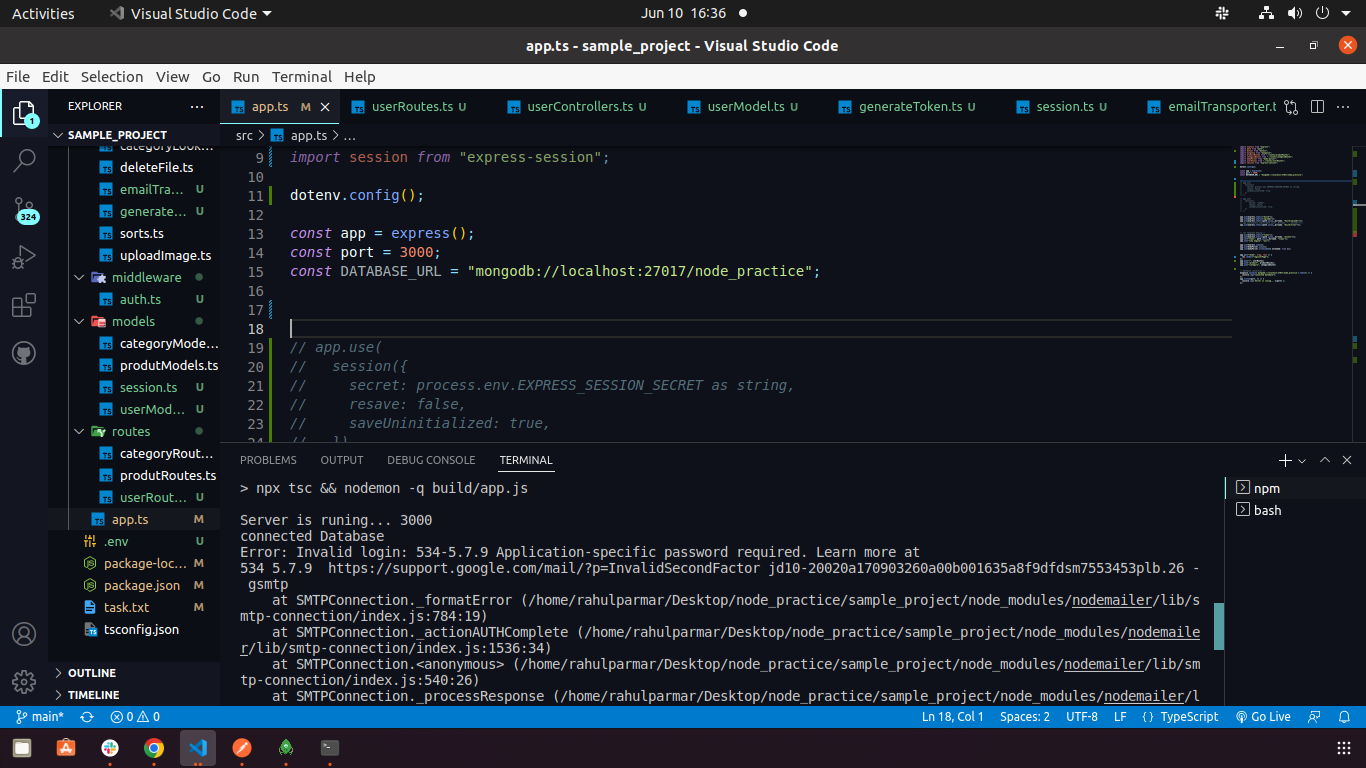 Activities
Visual Studio Code
Jun 10 16:36
app.ts - sample_project - Visual Studio Code
File Edit Selection View Go Run Terminal Help
EXPLORER
SAMPLE_PROJECT
deleteFile.ts
emailTra... U
generate... U
sorts.ts
uploadImage.ts
middleware
auth.ts U
models
categoryMode...
produtModels.ts
session.ts U
userMod... U
routes
categoryRout...
produtRoutes.ts
userRout... U
app.ts M
.env U
package-loc... M
package.json M
task.txt M
tsconfig.json
OUTLINE
TIMELINE
1
324
app.ts M
userRoutes.ts U
userControllers.ts U
userModel.ts U
generateToken.ts U
session.ts U
emailTransporter.t
src > app.ts > ...
9 import session from "express-session";
10
11 dotenv.config();
12
13 const app = express();
14 const port = 3000;
15 const DATABASE_URL = "mongodb://localhost:27017/node_practice";
16
17
18
19 // app.use(
20 //   session({
21 //     secret: process.env.EXPRESS_SESSION_SECRET as string,
22 //     resave: false,
23 //     saveUninitialized: true,
24 //   })
PROBLEMS OUTPUT DEBUG CONSOLE TERMINAL
> npx tsc && nodemon -q build/app.js
Server is runing... 3000
connected Database
Error: Invalid login: 534-5.7.9 Application-specific password required. Learn more at
534 5.7.9  https://support.google.com/mail/?p=InvalidSecondFactor jd10-20020a170903260a00b001635a8f9dfdsm7553453plb.26 -
gsmtp
at SMTPConnection._formatError (/home/rahulparmar/Desktop/node_practice/sample_project/node_modules/nodemailer/lib/s
mtp-connection/index.js:784:19)
at SMTPConnection._actionAUTHComplete (/home/rahulparmar/Desktop/node_practice/sample_project/node_modules/nodemaile
r/lib/smtp-connection/index.js:1536:34)
at SMTPConnection.<anonymous> (/home/rahulparmar/Desktop/node_practice/sample_project/node_modules/nodemailer/lib/sm
tp-connection/index.js:540:26)
at SMTPConnection._processResponse (/home/rahulparmar/Desktop/node_practice/sample_project/node_modules/nodemailer/l
npm
bash
main* 0 0
Ln 18, Col 1 Spaces: 2 UTF-8 LF { } TypeScript Go Live